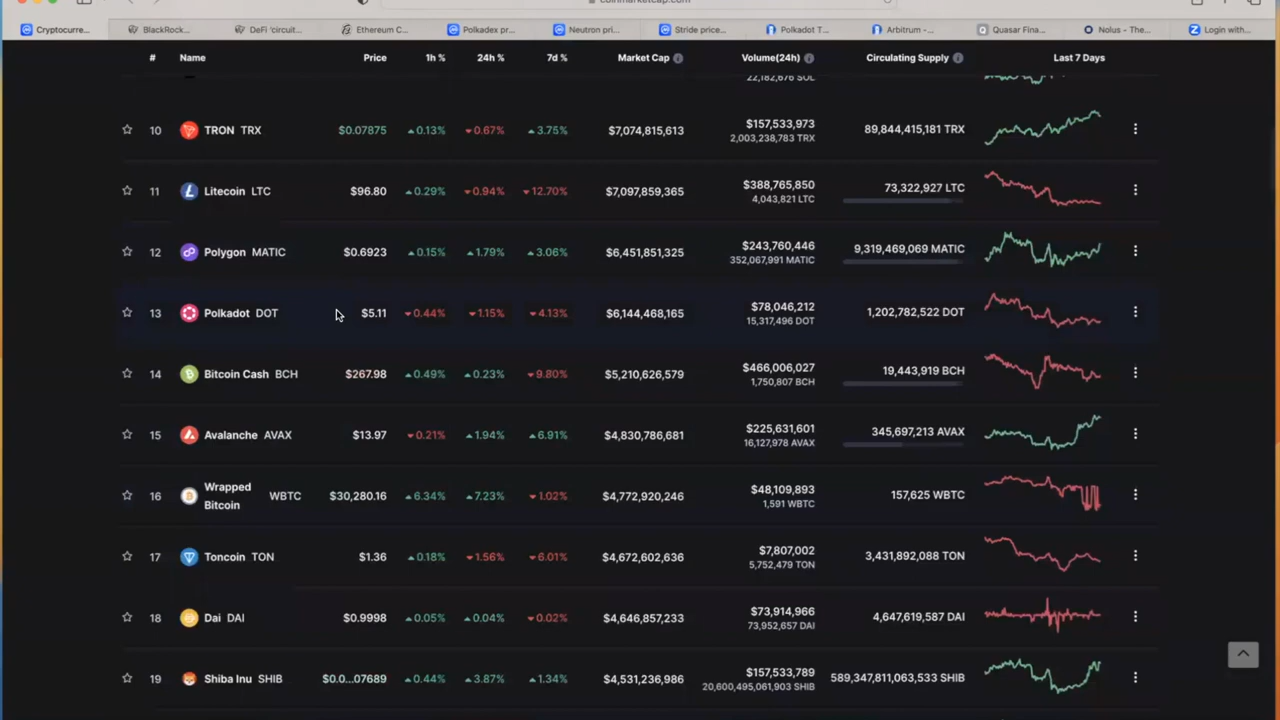 coinmarketcap.com
Cryptocurre... BlackRock... DeFi 'circuit... Ethereum C... Polkadex pr... Neutron pri... Stride price... Polkadot T... Arbitrum -... Quasar Fina... Nolus - The... Login with...
# Name Price 1h % 24h % 7d % Market Cap Volume(24h) Circulating Supply Last 7 Days
22,182,676 SOL
10 TRON TRX $0.07875 0.13% 0.67% 3.75% $7,074,815,613 $157,533,973 89,844,415,181 TRX
2,003,238,783 TRX
11 Litecoin LTC $96.80 0.29% 0.94% 12.70% $7,097,859,365 $388,765,850 73,322,927 LTC
4,043,821 LTC
12 Polygon MATIC $0.6923 0.15% 1.79% 3.06% $6,451,851,325 $243,760,446 9,319,469,069 MATIC
352,067,991 MATIC
13 Polkadot DOT $5.11 0.44% 1.15% 4.13% $6,144,468,165 $78,046,212 1,202,782,522 DOT
15,317,496 DOT
14 Bitcoin Cash BCH $267.98 0.49% 0.23% 9.80% $5,210,626,579 $466,006,027 19,443,919 BCH
1,750,807 BCH
15 Avalanche AVAX $13.97 0.21% 1.94% 6.91% $4,830,786,681 $225,631,601 345,697,213 AVAX
16,127,978 AVAX
16 Wrapped Bitcoin WBTC $30,280.16 6.34% 7.23% 1.02% $4,772,920,246 $48,109,893 157,625 WBTC
1,591 WBTC
17 Toncoin TON $1.36 0.18% 1.56% 6.01% $4,672,602,636 $7,807,002 3,431,892,088 TON
5,752,479 TON
18 Dai DAI $0.9998 0.05% 0.04% 0.02% $4,646,857,233 $73,914,966 4,647,619,587 DAI
73,952,657 DAI
19 Shiba Inu SHIB $0.0...07689 0.44% 3.87% 1.34% $4,531,236,986 $157,533,789 589,347,811,063,533 SHIB
20,600,495,061,903 SHIB